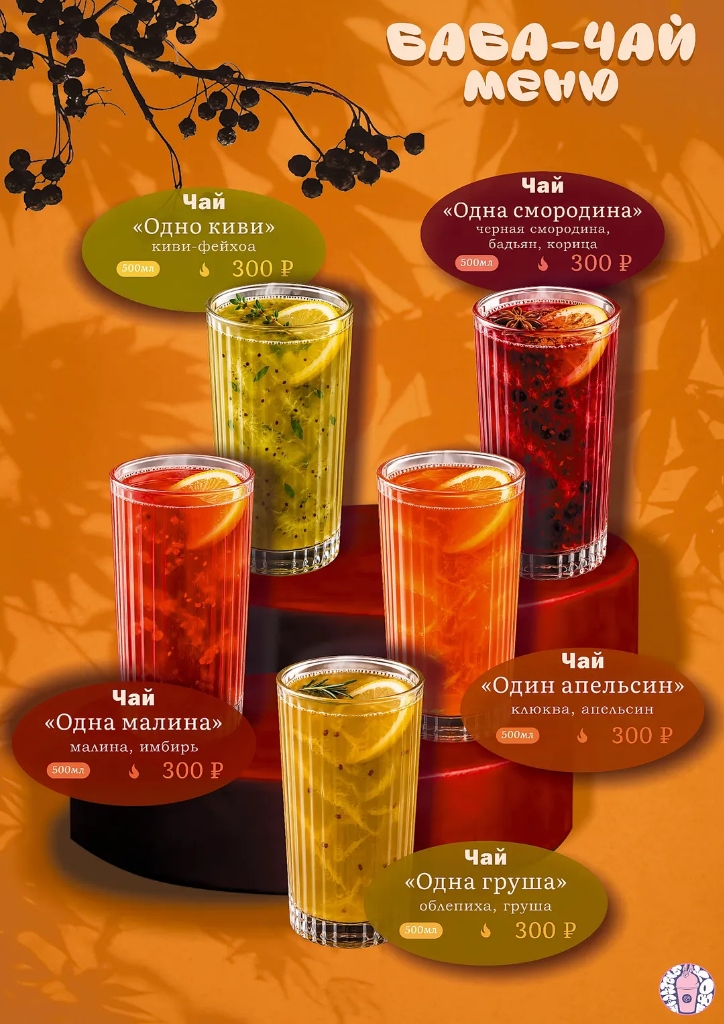 БАБА-ЧАЙ
МЕНЮ
Чай
«Одно киви»
киви-фейхоа
500мл 300 ₽
Чай
«Одна смородина»
черная смородина,
бадьян, корица
500мл 300 ₽
Чай
«Один апельсин»
клюква, апельсин
500мл 300 ₽
Чай
«Одна малина»
малина, имбирь
500мл 300 ₽
Чай
«Одна груша»
облепиха, груша
500мл 300 ₽